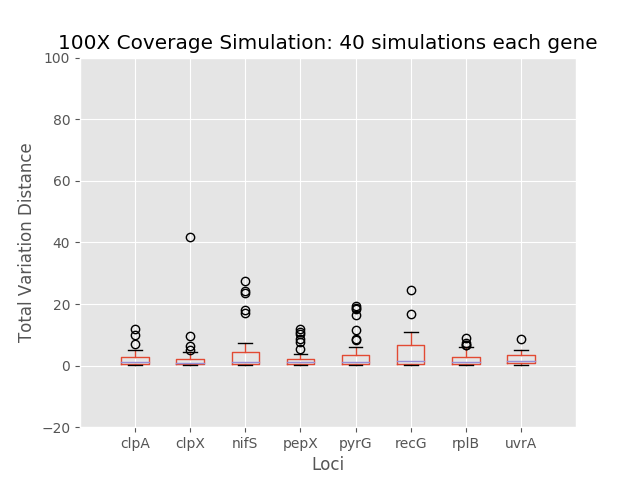 100X Coverage Simulation: 40 simulations each gene
100
80
60
40
20
0
−20
Total Variation Distance
clpA clpX nifS pepX pyrG recG rplB uvrA
Loci